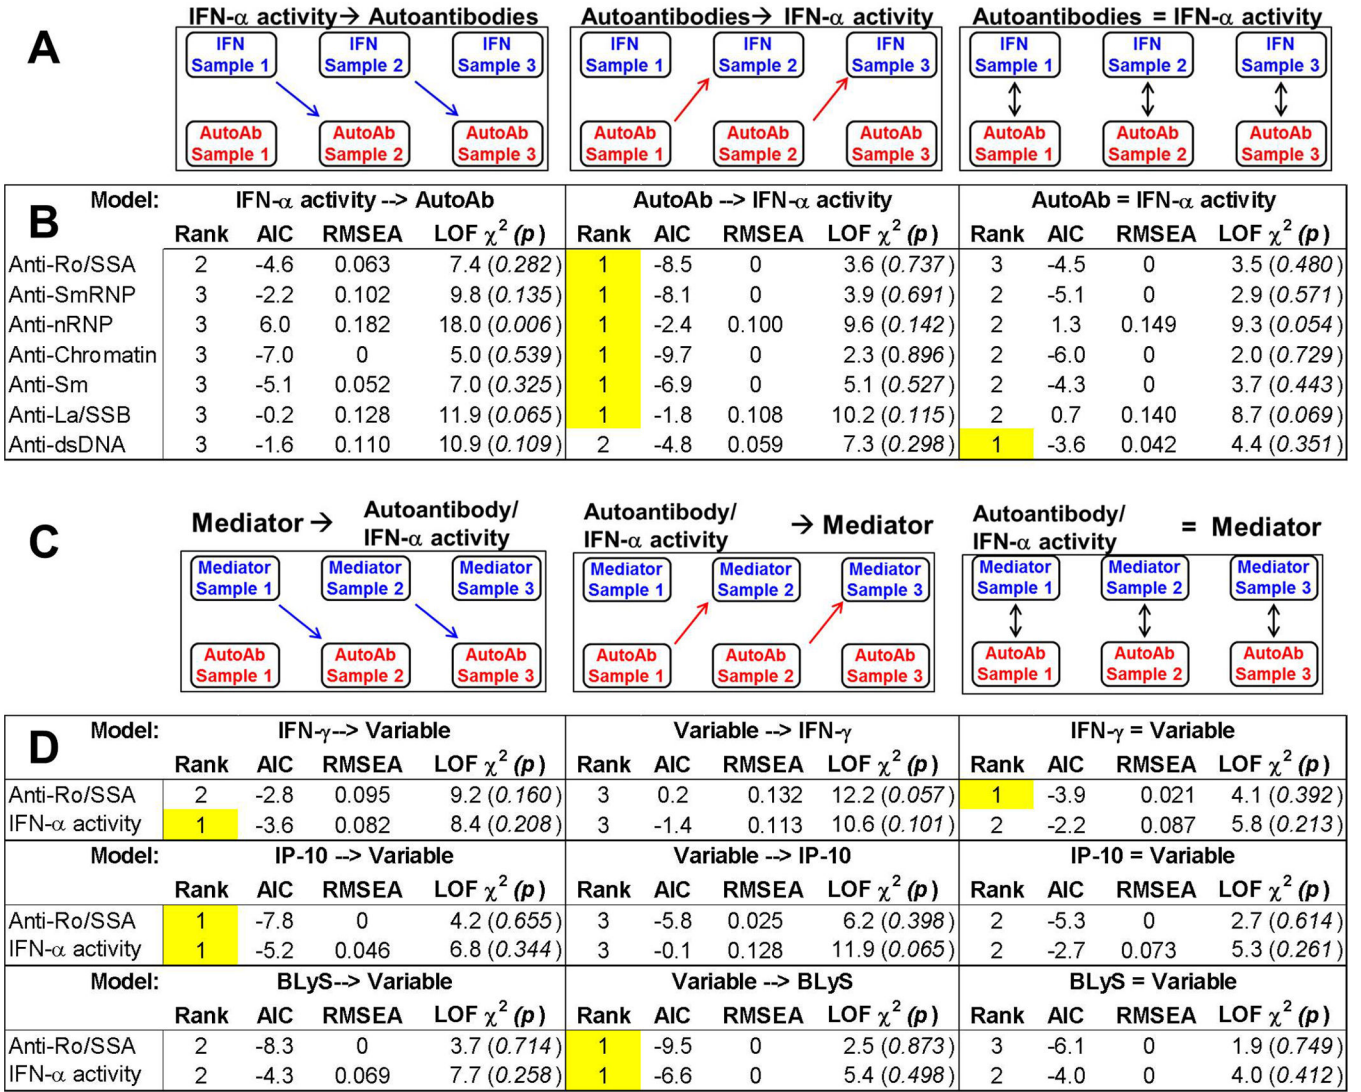 IFN-α activity→ Autoantibodies Autoantibodies→ IFN-α activity Autoantibodies = IFN-α activity
A
IFN Sample 1 IFN Sample 2 IFN Sample 3 IFN Sample 1 IFN Sample 2 IFN Sample 3 IFN Sample 1 IFN Sample 2 IFN Sample 3
AutoAb Sample 1 AutoAb Sample 2 AutoAb Sample 3 AutoAb Sample 1 AutoAb Sample 2 AutoAb Sample 3 AutoAb Sample 1 AutoAb Sample 2 AutoAb Sample 3
B
Model: IFN-α activity --> AutoAb AutoAb --> IFN-α activity AutoAb = IFN-α activity
Rank AIC RMSEA LOF χ² (p) Rank AIC RMSEA LOF χ² (p) Rank AIC RMSEA LOF χ² (p)
Anti-Ro/SSA 2 -4.6 0.063 7.4 (0.282) 1 -8.5 0 3.6 (0.737) 3 -4.5 0 3.5 (0.480)
Anti-SmRNP 3 -2.2 0.102 9.8 (0.135) 1 -8.1 0 3.9 (0.691) 2 -5.1 0 2.9 (0.571)
Anti-nRNP 3 6.0 0.182 18.0 (0.006) 1 -2.4 0.100 9.6 (0.142) 2 1.3 0.149 9.3 (0.054)
Anti-Chromatin 3 -7.0 0 5.0 (0.539) 1 -9.7 0 2.3 (0.896) 2 -6.0 0 2.0 (0.729)
Anti-Sm 3 -5.1 0.052 7.0 (0.325) 1 -6.9 0 5.1 (0.527) 2 -4.3 0 3.7 (0.443)
Anti-La/SSB 3 -0.2 0.128 11.9 (0.065) 1 -1.8 0.108 10.2 (0.115) 2 0.7 0.140 8.7 (0.069)
Anti-dsDNA 3 -1.6 0.110 10.9 (0.109) 2 -4.8 0.059 7.3 (0.298) 1 -3.6 0.042 4.4 (0.351)
C
Mediator → Autoantibody/ IFN-α activity Autoantibody/ IFN-α activity → Mediator Autoantibody/ IFN-α activity = Mediator
Mediator Sample 1 Mediator Sample 2 Mediator Sample 3 Mediator Sample 1 Mediator Sample 2 Mediator Sample 3 Mediator Sample 1 Mediator Sample 2 Mediator Sample 3
AutoAb Sample 1 AutoAb Sample 2 AutoAb Sample 3 AutoAb Sample 1 AutoAb Sample 2 AutoAb Sample 3 AutoAb Sample 1 AutoAb Sample 2 AutoAb Sample 3
D
Model: IFN-γ--> Variable Variable --> IFN-γ IFN-γ = Variable
Rank AIC RMSEA LOF χ² (p) Rank AIC RMSEA LOF χ² (p) Rank AIC RMSEA LOF χ² (p)
Anti-Ro/SSA 2 -2.8 0.095 9.2 (0.160) 3 0.2 0.132 12.2 (0.057) 1 -3.9 0.021 4.1 (0.392)
IFN-α activity 1 -3.6 0.082 8.4 (0.208) 3 -1.4 0.113 10.6 (0.101) 2 -2.2 0.087 5.8 (0.213)
Model: IP-10 --> Variable Variable --> IP-10 IP-10 = Variable
Rank AIC RMSEA LOF χ² (p) Rank AIC RMSEA LOF χ² (p) Rank AIC RMSEA LOF χ² (p)
Anti-Ro/SSA 1 -7.8 0 4.2 (0.655) 3 -5.8 0.025 6.2 (0.398) 2 -5.3 0 2.7 (0.614)
IFN-α activity 1 -5.2 0.046 6.8 (0.344) 3 -0.1 0.128 11.9 (0.065) 2 -2.7 0.073 5.3 (0.261)
Model: BLyS--> Variable Variable --> BLyS BLyS = Variable
Rank AIC RMSEA LOF χ² (p) Rank AIC RMSEA LOF χ² (p) Rank AIC RMSEA LOF χ² (p)
Anti-Ro/SSA 2 -8.3 0 3.7 (0.714) 1 -9.5 0 2.5 (0.873) 3 -6.1 0 1.9 (0.749)
IFN-α activity 2 -4.3 0.069 7.7 (0.258) 1 -6.6 0 5.4 (0.498) 2 -4.0 0 4.0 (0.412)